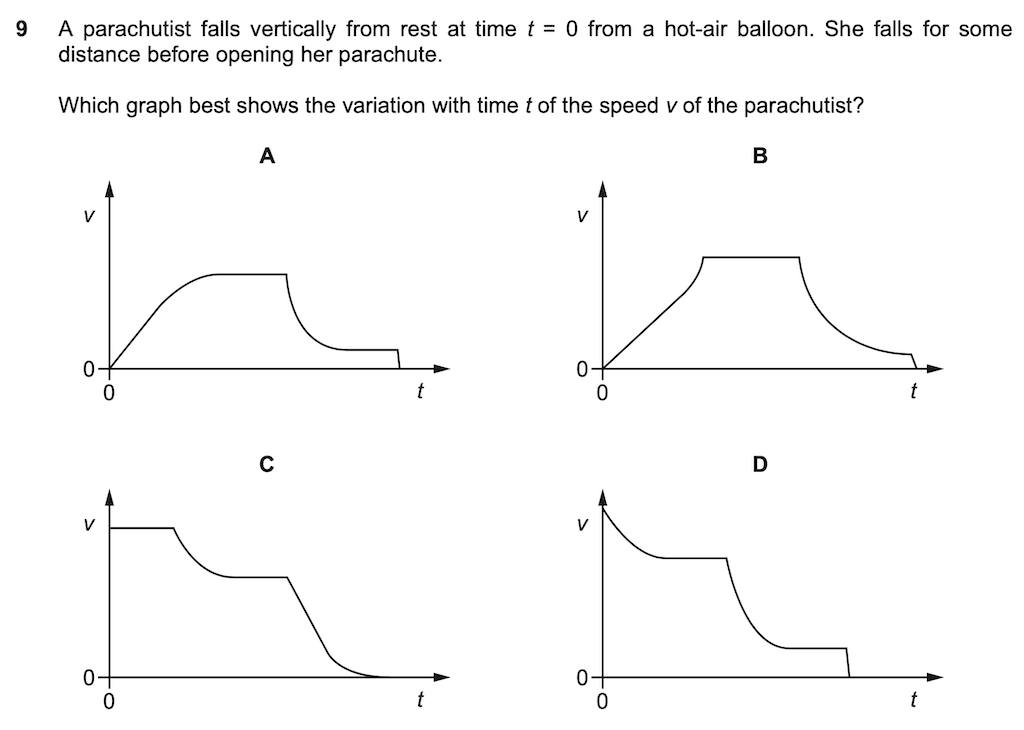 9 A parachutist falls vertically from rest at time t = 0 from a hot-air balloon. She falls for some
distance before opening her parachute.
Which graph best shows the variation with time t of the speed v of the parachutist?
A
B
v
v
0
0
0
t
0
t
C
D
v
v
0
0
0
t
0
t